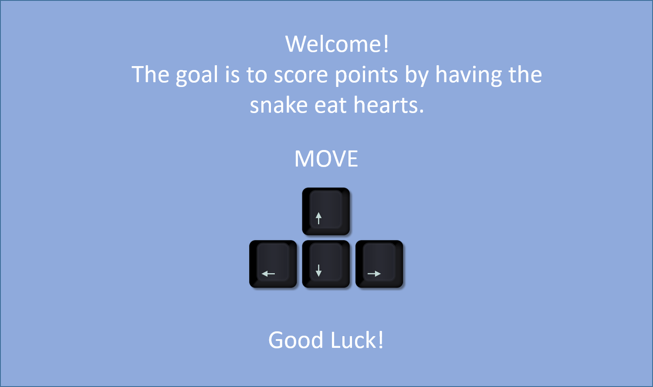 Welcome!
The goal is to score points by having the
snake eat hearts.
MOVE
↑
← ↓ →
Good Luck!